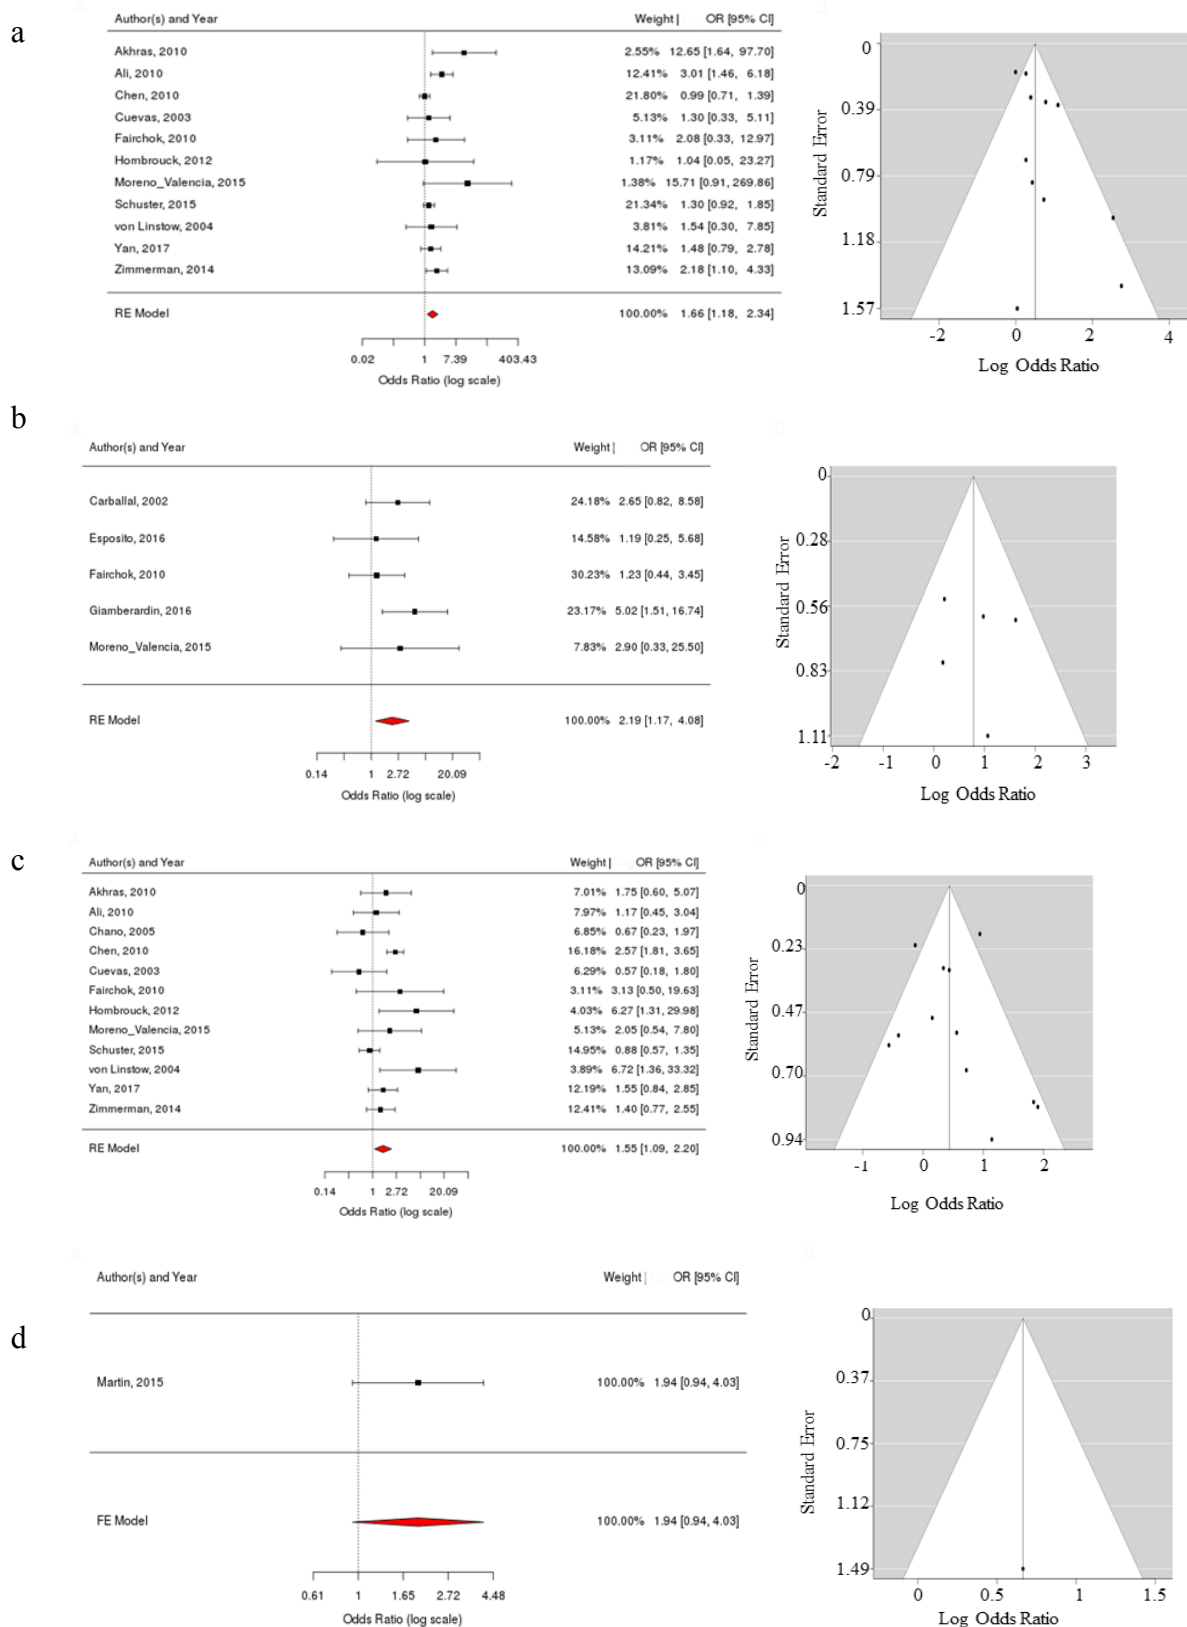 a
Author(s) and Year Weight | OR [95% CI]
Akhras, 2010 2.55% 12.65 [1.64, 97.70]
Ali, 2010 12.41% 3.01 [1.46, 6.18]
Chen, 2010 21.80% 0.99 [0.71, 1.39]
Cuevas, 2003 5.13% 1.30 [0.33, 5.11]
Fairchok, 2010 3.11% 2.08 [0.33, 12.97]
Hombrouck, 2012 1.17% 1.04 [0.05, 23.27]
Moreno_Valencia, 2015 1.38% 15.71 [0.91, 269.86]
Schuster, 2015 21.34% 1.30 [0.92, 1.85]
von Linstow, 2004 3.81% 1.54 [0.30, 7.85]
Yan, 2017 14.21% 1.48 [0.79, 2.78]
Zimmerman, 2014 13.09% 2.18 [1.10, 4.33]
RE Model 100.00% 1.66 [1.18, 2.34]
0.02 1 7.39 403.43
Odds Ratio (log scale)
B
Standard Error
0
0.39
0.79
1.18
1.57
-2 0 2 4
Log Odds Ratio
b
A
Author(s) and Year Weight | OR [95% CI]
Carballal, 2002 24.18% 2.65 [0.82, 8.58]
Esposito, 2016 14.58% 1.19 [0.25, 5.68]
Fairchok, 2010 30.23% 1.23 [0.44, 3.45]
Giamberardin, 2016 23.17% 5.02 [1.51, 16.74]
Moreno_Valencia, 2015 7.83% 2.90 [0.33, 25.50]
RE Model 100.00% 2.19 [1.17, 4.08]
0.14 1 2.72 20.09
Odds Ratio (log scale)
B
Standard Error
0
0.28
0.56
0.83
1.11
-2 -1 0 1 2 3
Log Odds Ratio
c
A
Author(s) and Year Weight | OR [95% CI]
Akhras, 2010 7.01% 1.75 [0.60, 5.07]
Ali, 2010 7.97% 1.17 [0.45, 3.04]
Chano, 2005 6.85% 0.67 [0.23, 1.97]
Chen, 2010 16.18% 2.57 [1.81, 3.65]
Cuevas, 2003 6.29% 0.57 [0.18, 1.80]
Fairchok, 2010 3.11% 3.13 [0.50, 19.63]
Hombrouck, 2012 4.03% 6.27 [1.31, 29.98]
Moreno_Valencia, 2015 5.13% 2.05 [0.54, 7.80]
Schuster, 2015 14.95% 0.88 [0.57, 1.35]
von Linstow, 2004 3.89% 6.72 [1.36, 33.32]
Yan, 2017 12.19% 1.55 [0.84, 2.85]
Zimmerman, 2014 12.41% 1.40 [0.77, 2.55]
RE Model 100.00% 1.55 [1.09, 2.20]
0.14 1 2.72 20.09
Odds Ratio (log scale)
B
Standard Error
0
0.23
0.47
0.70
0.94
-1 0 1 2
Log Odds Ratio
d
A
Author(s) and Year Weight | OR [95% CI]
Martin, 2015 100.00% 1.94 [0.94, 4.03]
FE Model 100.00% 1.94 [0.94, 4.03]
0.61 1 1.65 2.72 4.48
Odds Ratio (log scale)
B
Standard Error
0
0.37
0.75
1.12
1.49
0 0.5 1 1.5
Log Odds Ratio